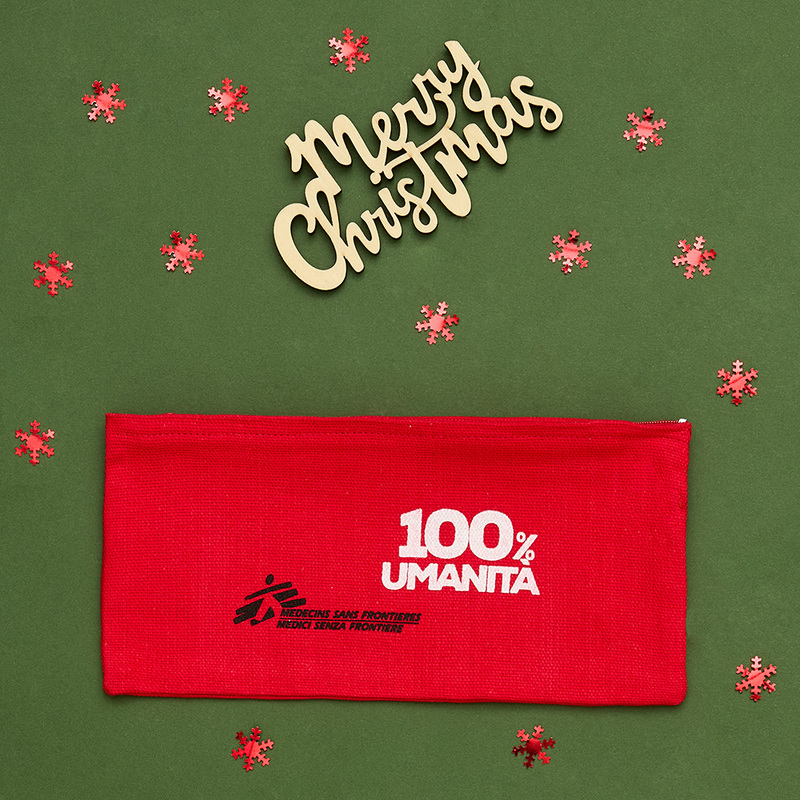 Merry
Christmas
100%
UMANITÀ
MEDECINS SANS FRONTIERES
MEDICI SENZA FRONTIERE